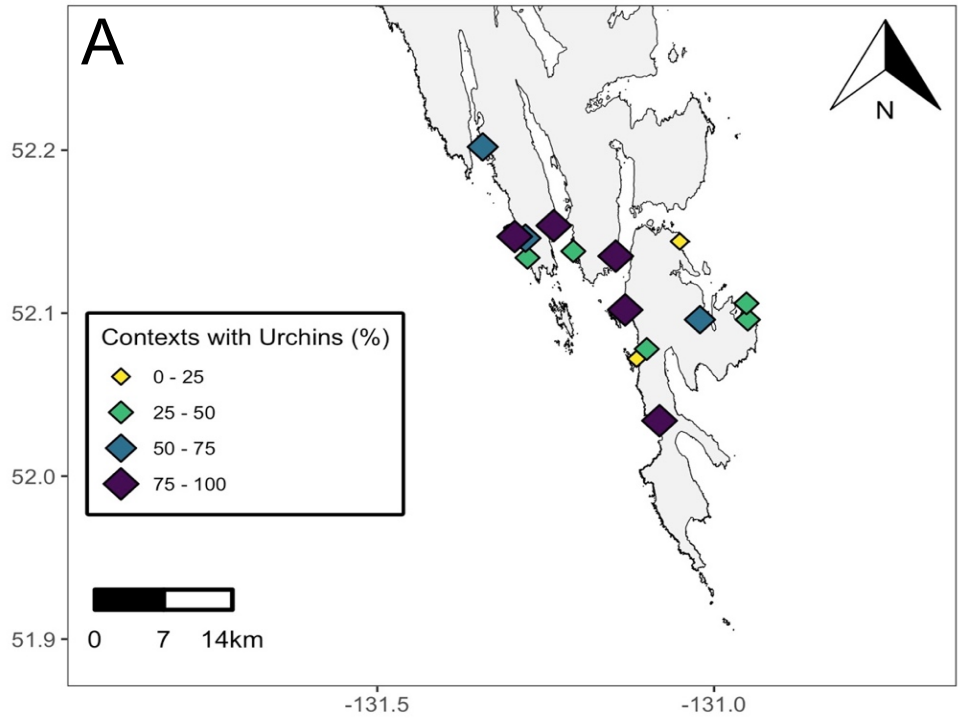 A
N
52.2
52.1
52.0
51.9
Contexts with Urchins (%)
0 - 25
25 - 50
50 - 75
75 - 100
0 7 14km
-131.5 -131.0